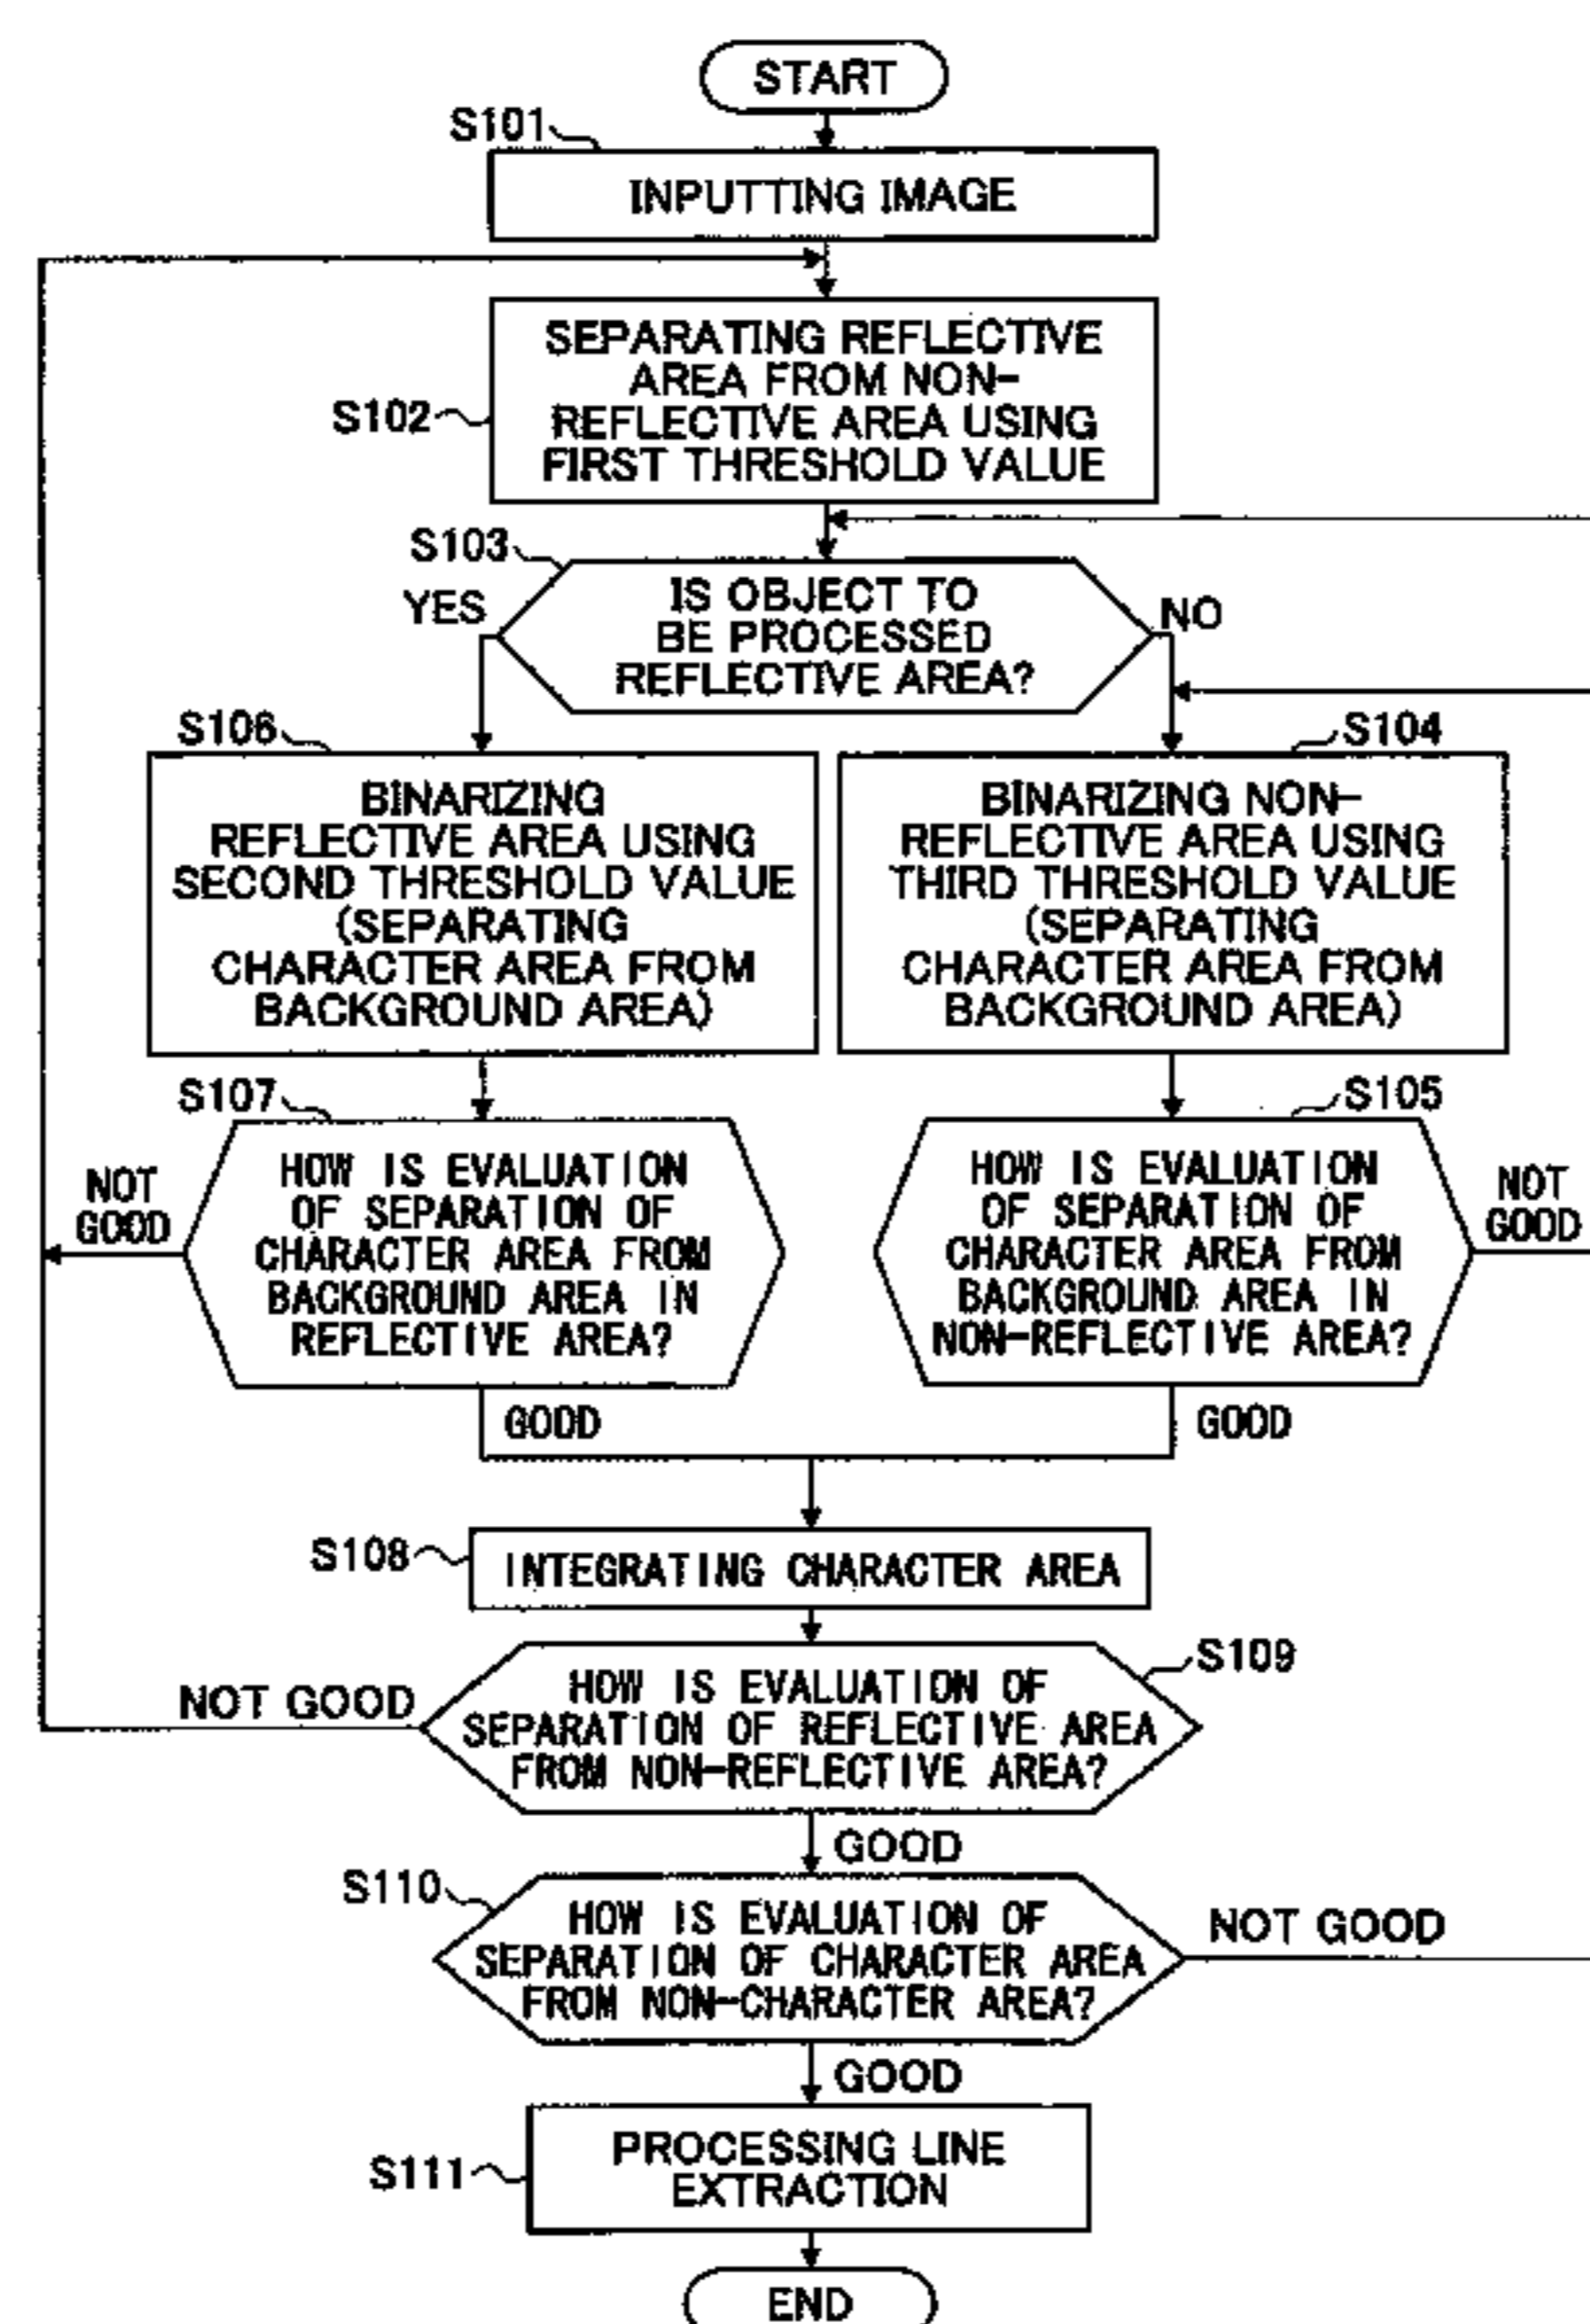 START
S101
INPUTTING IMAGE
S102
SEPARATING REFLECTIVE
AREA FROM NON-
REFLECTIVE AREA USING
FIRST THRESHOLD VALUE
S103
YES
IS OBJECT TO
BE PROCESSED
REFLECTIVE AREA?
NO
S106
BINARIZING
REFLECTIVE AREA USING
SECOND THRESHOLD VALUE
(SEPARATING
CHARACTER AREA FROM
BACKGROUND AREA)
S104
BINARIZING NON-
REFLECTIVE AREA USING
THIRD THRESHOLD VALUE
(SEPARATING
CHARACTER AREA FROM
BACKGROUND AREA)
S107
NOT
GOOD
HOW IS EVALUATION
OF SEPARATION OF
CHARACTER AREA FROM
BACKGROUND AREA IN
REFLECTIVE AREA?
GOOD
S105
HOW IS EVALUATION
OF SEPARATION OF
CHARACTER AREA FROM
BACKGROUND AREA IN
NON-REFLECTIVE AREA?
NOT
GOOD
GOOD
S108
INTEGRATING CHARACTER AREA
S109
NOT GOOD
HOW IS EVALUATION OF
SEPARATION OF REFLECTIVE AREA
FROM NON-REFLECTIVE AREA?
GOOD
S110
HOW IS EVALUATION OF
SEPARATION OF CHARACTER AREA
FROM NON-CHARACTER AREA?
NOT GOOD
GOOD
S111
PROCESSING LINE
EXTRACTION
END